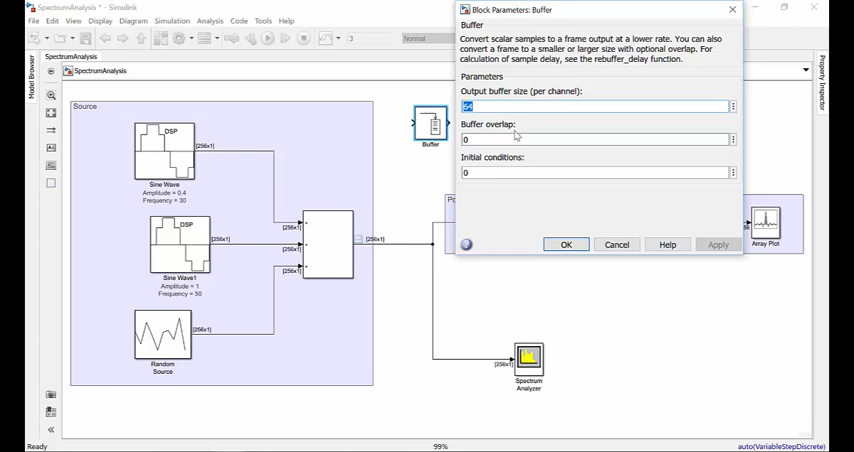 SpectrumAnalysis * - Simulink
File Edit View Display Diagram Simulation Analysis Code Tools Help
3
Normal
SpectrumAnalysis
SpectrumAnalysis
Model Browser
Property Inspector
Source
DSP
[256x1]
Sine Wave
Amplitude = 0.4
Frequency = 30
DSP
[256x1]
Sine Wave1
Amplitude = 1
Frequency = 50
[256x1]
Random
Source
[256x1]
[256x1]
[256x1]
[256x1]
Buffer
Array Plot
[256x1]
Spectrum
Analyzer
Block Parameters: Buffer
Buffer
Convert scalar samples to a frame output at a lower rate. You can also
convert a frame to a smaller or larger size with optional overlap. For
calculation of sample delay, see the rebuffer_delay function.
Parameters
Output buffer size (per channel):
64
Buffer overlap:
0
Initial conditions:
0
OK Cancel Help Apply
Ready
99%
auto(VariableStepDiscrete)